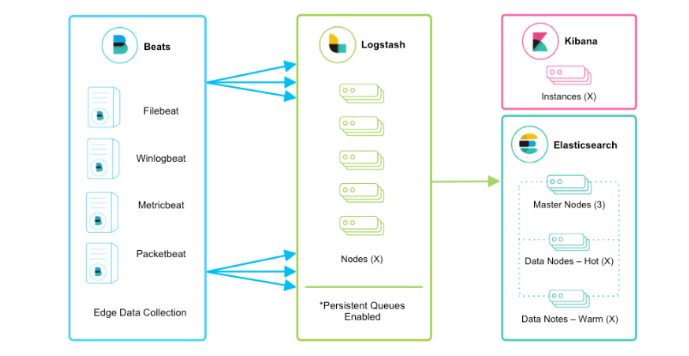 Beats
Filebeat
Winlogbeat
Metricbeat
Packetbeat
Edge Data Collection
Logstash
Nodes (X)
*Persistent Queues
Enabled
Kibana
Instances (X)
Elasticsearch
Master Nodes (3)
Data Nodes – Hot (X)
Data Notes – Warm (X)